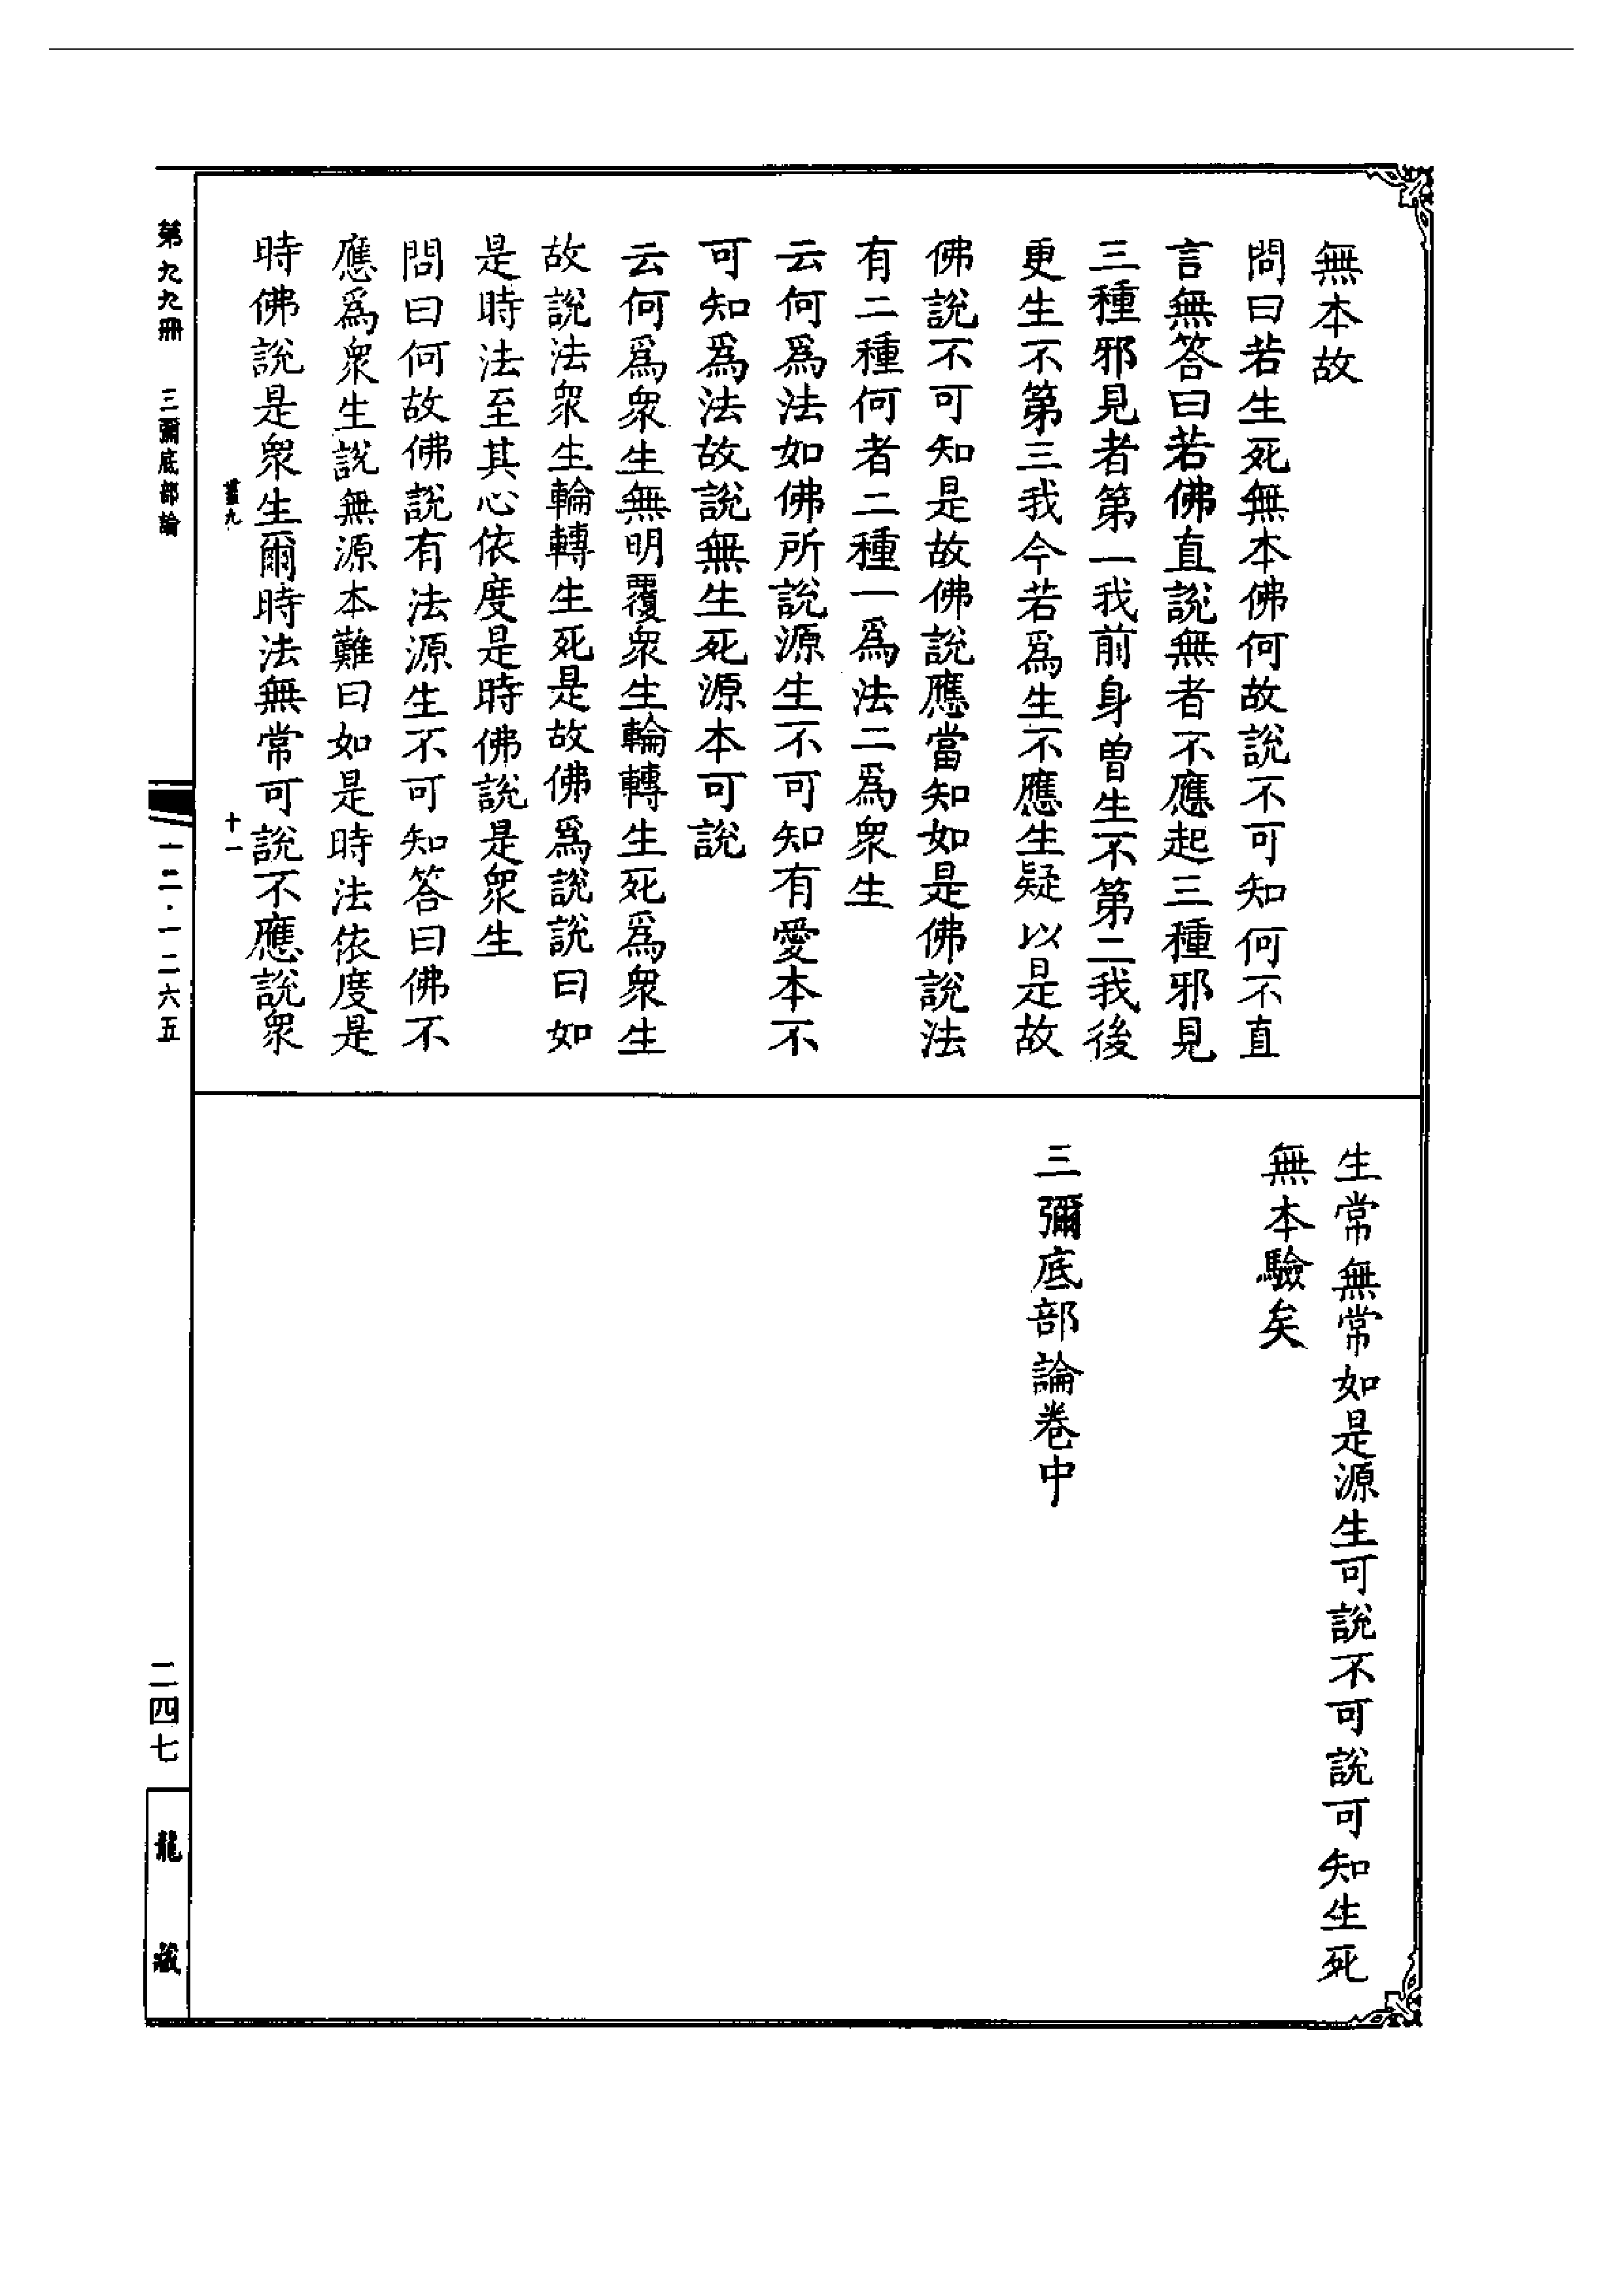 無本故
問曰若生死無本佛何故說不可知何不直
言無答曰若佛直說無者不應起三種邪見
三種邪見者第一我前身曾生不第二我後
更生不第三我今若爲生不應生疑以是故
佛說不可知是故佛說應當知如是佛說法
有二種何者二種一爲法二爲衆生
云何爲法如佛所說源生不可知有愛本不
可知爲法故說無生死源本可說
云何爲衆生無明覆衆生輪轉生死爲衆生
故說法衆生輪轉生死是故佛爲說說曰如
是時法至其心依度是時佛說是衆生
問曰何故佛說有法源生不可知答曰佛不
應爲衆生說無源本難曰如是時法依度是
時佛說是衆生爾時法無常可說不應說衆
生常無常如是源生可說不可說可知生死
無本驗矣
三彌底部論卷中
九
十一
第九九冊
三彌底部論
一二·一二六五
二四七
龍藏